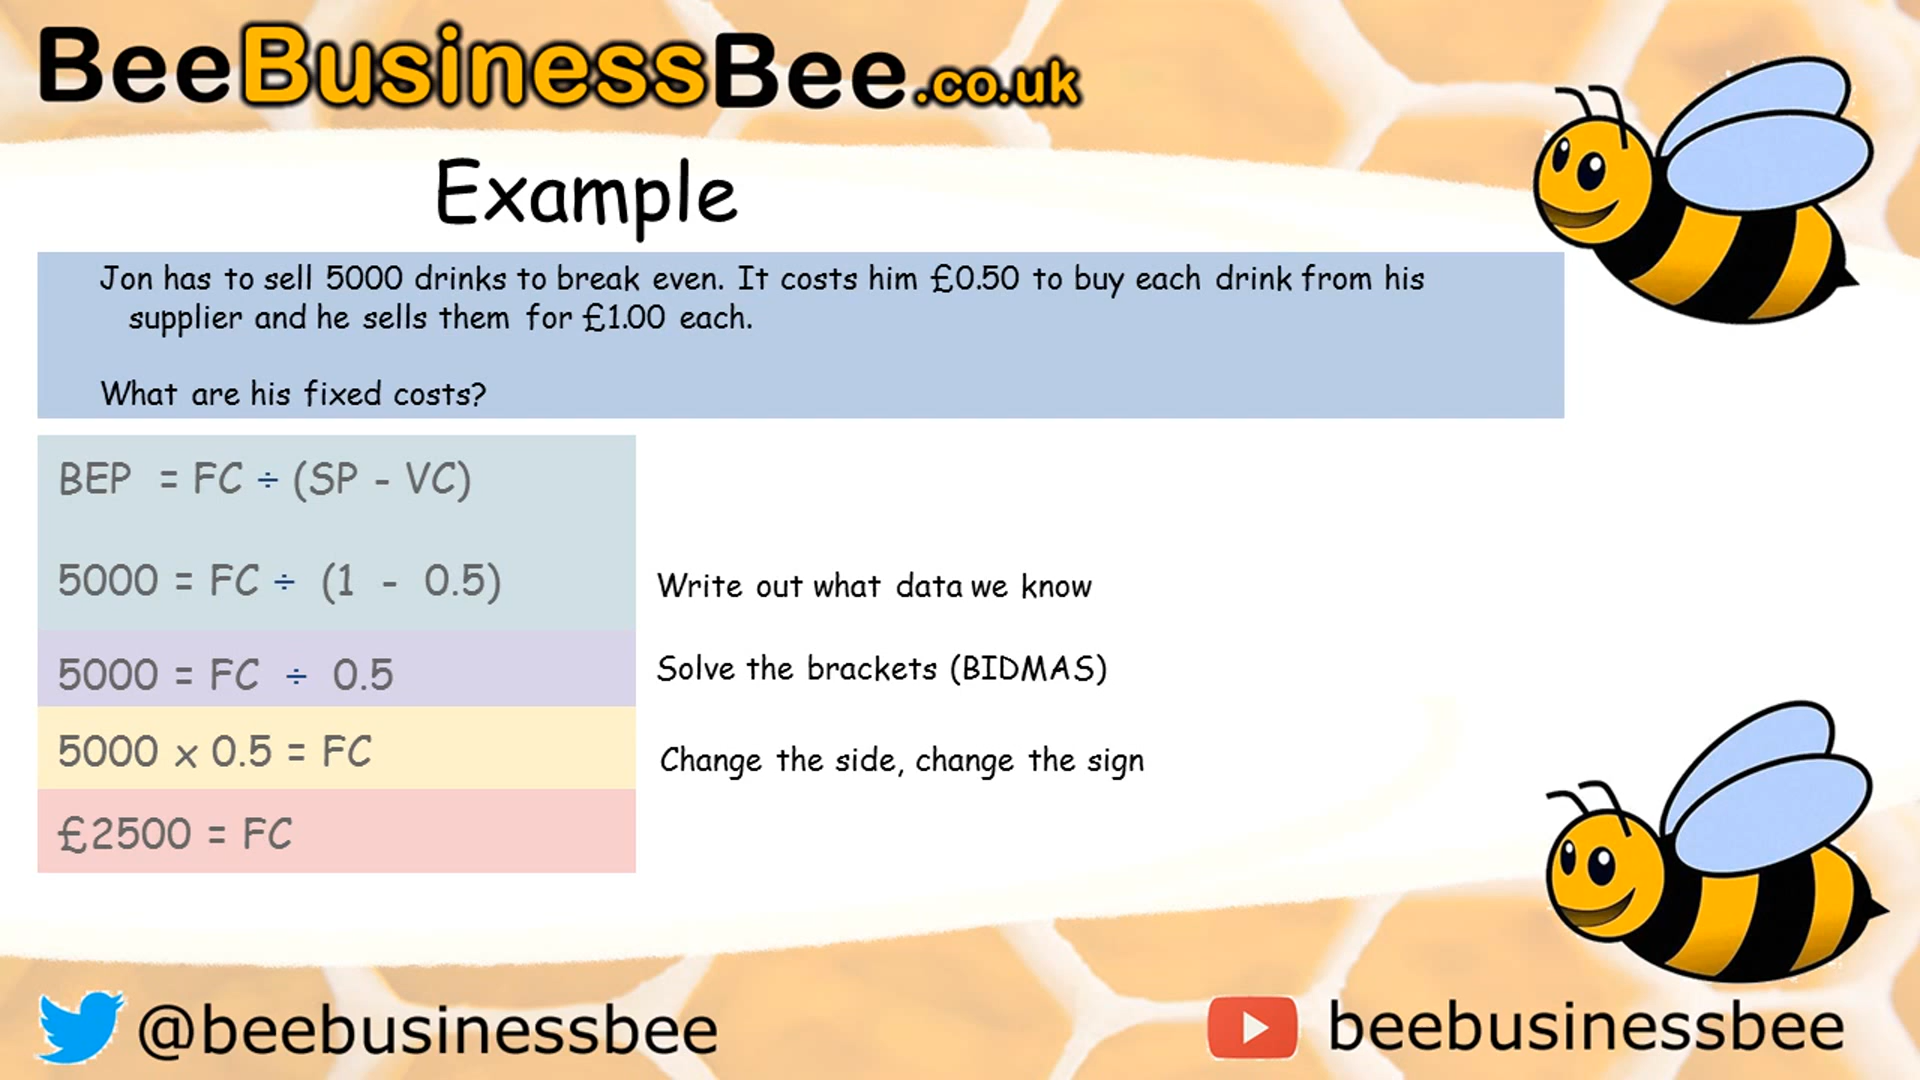 BeeBusinessBee.co.uk
Example
Jon has to sell 5000 drinks to break even. It costs him £0.50 to buy each drink from his
supplier and he sells them for £1.00 each.
What are his fixed costs?
BEP = FC ÷ (SP - VC)
5000 = FC ÷ (1 - 0.5)
Write out what data we know
5000 = FC ÷ 0.5
Solve the brackets (BIDMAS)
5000 x 0.5 = FC
Change the side, change the sign
£2500 = FC
@beebusinessbee
beebusinessbee